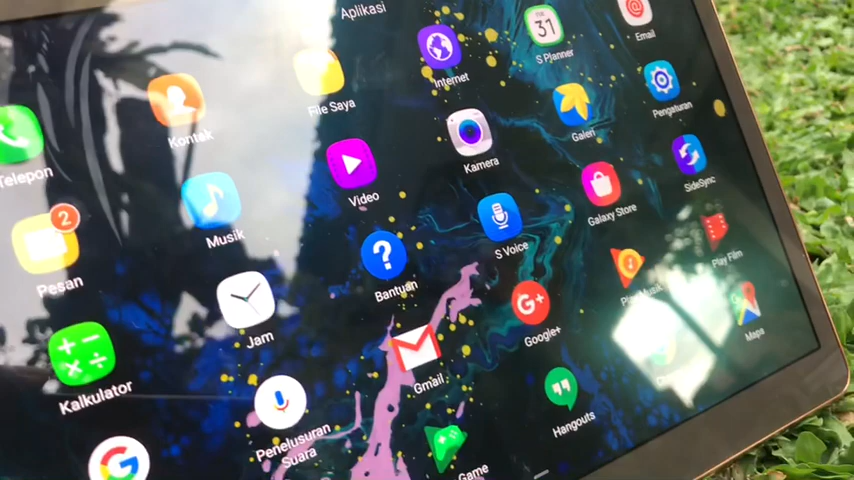 Aplikasi
Telepon
Kontak
File Saya
Internet
31
S Planner
Email
Pesan
2
Musik
Video
Kamera
Galeri
Pengaturan
Kalkulator
Jam
Bantuan
S Voice
Galaxy Store
SideSync
G
Penelusuran
Suara
Gmail
G+
Google+
Play Musik
Play Film
Game
Hangouts
Maps